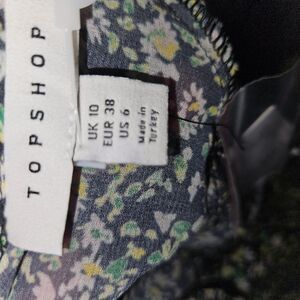 TOPSHOP
UK 10
EUR 38
US 6
Made in
Turkey